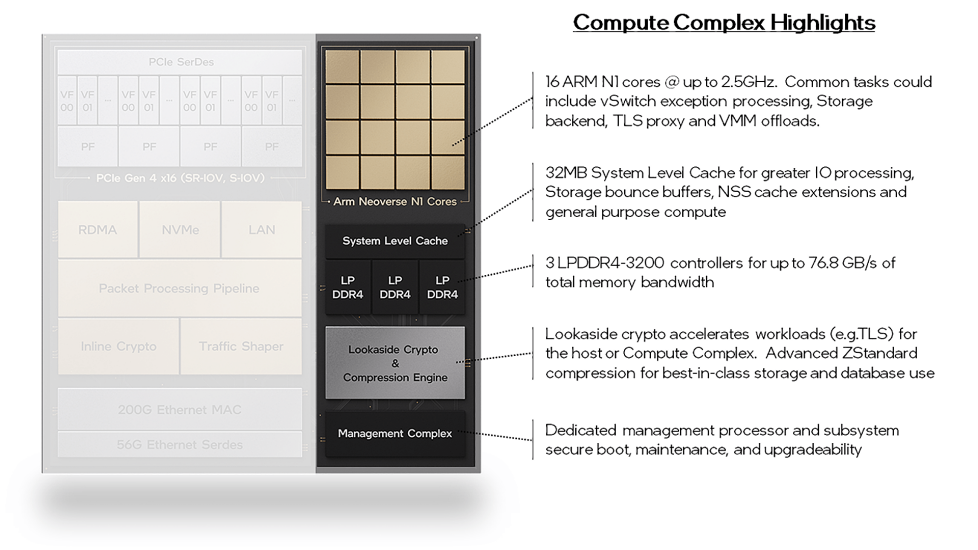 Compute Complex Highlights
PCIe SerDes
VF 00
VF 01
...
VF 00
VF 01
...
VF 00
VF 01
...
VF 00
VF 01
...
PF
PF
PF
PF
PCIe Gen 4 x16 (SR-IOV, S-IOV)
RDMA
NVMe
LAN
Packet Processing Pipeline
Inline Crypto
Traffic Shaper
200G Ethernet MAC
56G Ethernet Serdes
Arm Neoverse N1 Cores
System Level Cache
LP
DDR4
LP
DDR4
LP
DDR4
Lookaside Crypto
&
Compression Engine
Management Complex
16 ARM N1 cores @ up to 2.5GHz. Common tasks could
include vSwitch exception processing, Storage
backend, TLS proxy and VMM offloads.
32MB System Level Cache for greater IO processing,
Storage bounce buffers, NSS cache extensions and
general purpose compute
3 LPDDR4-3200 controllers for up to 76.8 GB/s of
total memory bandwidth
Lookaside crypto accelerates workloads (e.g.TLS) for
the host or Compute Complex. Advanced ZStandard
compression for best-in-class storage and database use
Dedicated management processor and subsystem
secure boot, maintenance, and upgradeability